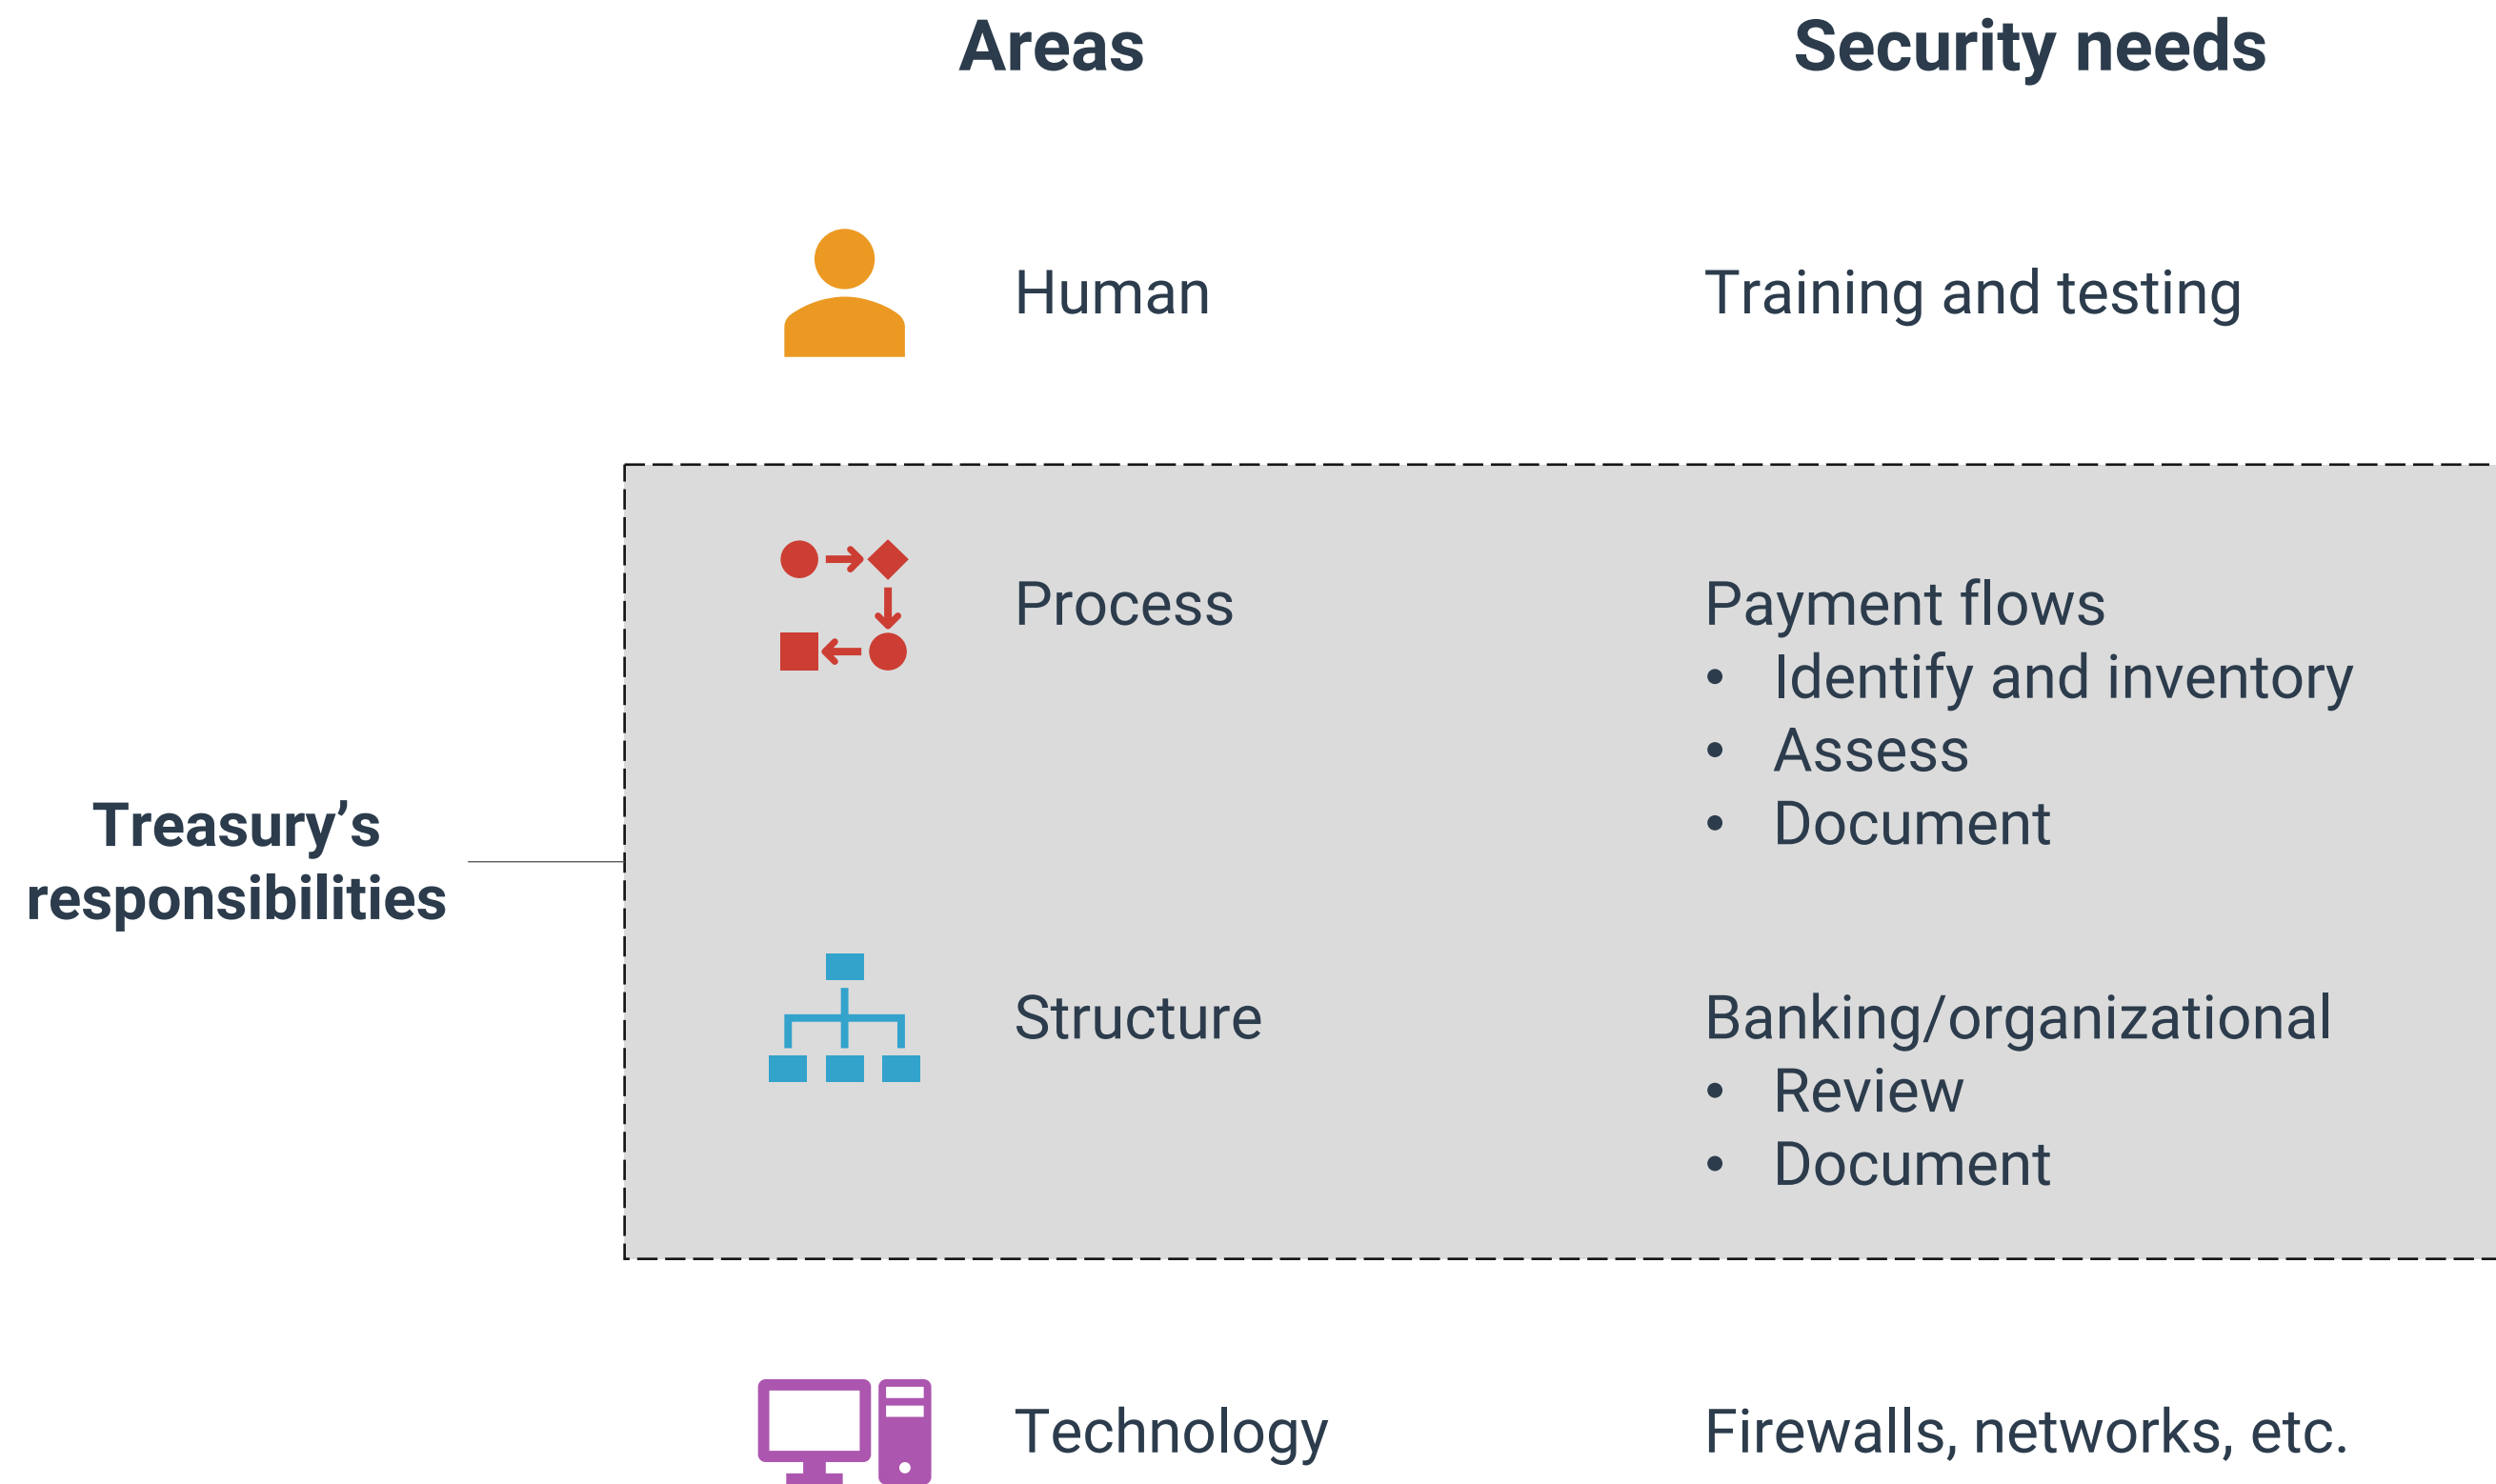 Areas
Security needs
Human
Training and testing
Process
Payment flows
• Identify and inventory
• Assess
• Document
Treasury’s
responsibilities
Structure
Banking/organizational
• Review
• Document
Technology
Firewalls, networks, etc.